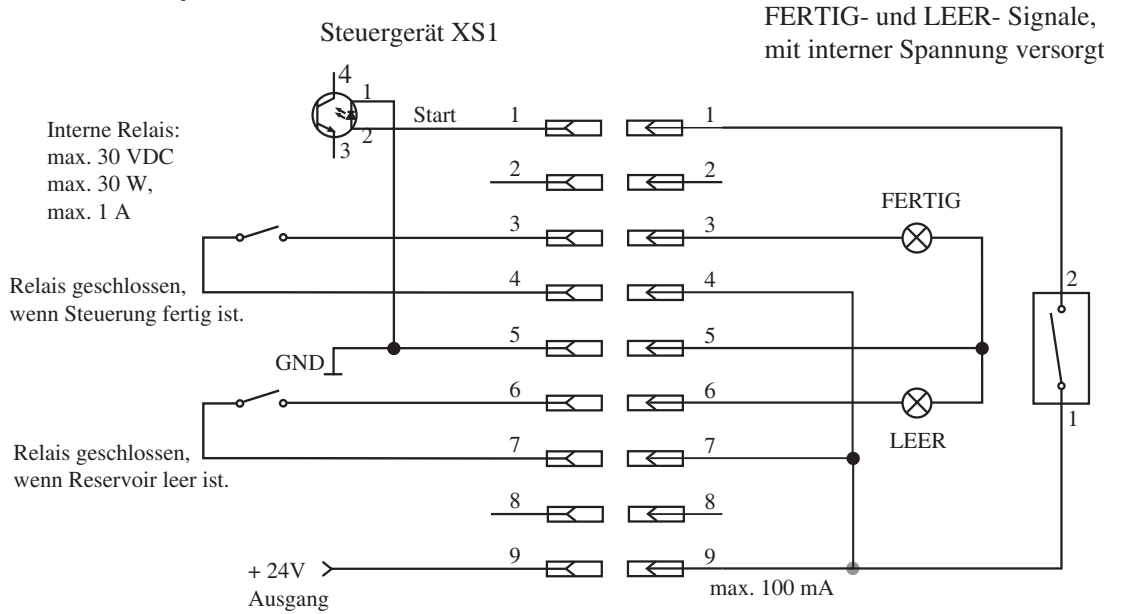 FERTIG- und LEER- Signale,
mit interner Spannung versorgt
Steuergerät XS1
4
1
2
3
Start
Interne Relais:
max. 30 VDC
max. 30 W,
max. 1 A
1 1
2 2
FERTIG
3 3
Relais geschlossen,
wenn Steuerung fertig ist.
4 4
2
5 5
GND
6 6
1
LEER
Relais geschlossen,
wenn Reservoir leer ist.
7 7
8 8
9 9
+ 24V
Ausgang
max. 100 mA